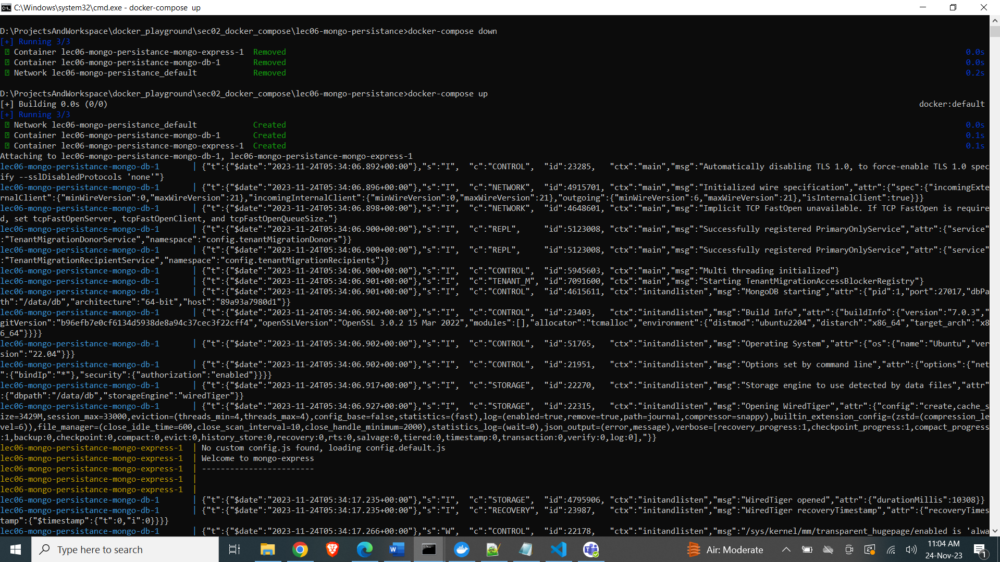 C:\Windows\system32\cmd.exe - docker-compose  up
D:\ProjectsAndWorkspace\docker_playground\sec02_docker_compose\lec06-mongo-persistance>docker-compose down
[+] Running 3/3
Container lec06-mongo-persistance-mongo-express-1  Removed 0.0s
Container lec06-mongo-persistance-mongo-db-1       Removed 0.0s
Network lec06-mongo-persistance_default            Removed 0.2s
D:\ProjectsAndWorkspace\docker_playground\sec02_docker_compose\lec06-mongo-persistance>docker-compose up
[+] Building 0.0s (0/0) docker:default
[+] Running 3/3
Network lec06-mongo-persistance_default            Created 0.0s
Container lec06-mongo-persistance-mongo-db-1       Created 0.1s
Container lec06-mongo-persistance-mongo-express-1  Created 0.1s
Attaching to lec06-mongo-persistance-mongo-db-1, lec06-mongo-persistance-mongo-express-1
lec06-mongo-persistance-mongo-db-1       | {"t":{"$date":"2023-11-24T05:34:06.892+00:00"},"s":"I",  "c":"CONTROL",  "id":23285,   "ctx":"main","msg":"Automatically disabling TLS 1.0, to force-enable TLS 1.0 spec
ify --sslDisabledProtocols 'none'"}
lec06-mongo-persistance-mongo-db-1       | {"t":{"$date":"2023-11-24T05:34:06.896+00:00"},"s":"I",  "c":"NETWORK",  "id":4915701, "ctx":"main","msg":"Initialized wire specification","attr":{"spec":{"incomingExte
rnalClient":{"minWireVersion":0,"maxWireVersion":21},"incomingInternalClient":{"minWireVersion":0,"maxWireVersion":21},"outgoing":{"minWireVersion":6,"maxWireVersion":21},"isInternalClient":true}}}
lec06-mongo-persistance-mongo-db-1       | {"t":{"$date":"2023-11-24T05:34:06.898+00:00"},"s":"I",  "c":"NETWORK",  "id":4648601, "ctx":"main","msg":"Implicit TCP FastOpen unavailable. If TCP FastOpen is require
d, set tcpFastOpenServer, tcpFastOpenClient, and tcpFastOpenQueueSize."}
lec06-mongo-persistance-mongo-db-1       | {"t":{"$date":"2023-11-24T05:34:06.900+00:00"},"s":"I",  "c":"REPL",     "id":5123008, "ctx":"main","msg":"Successfully registered PrimaryOnlyService","attr":{"service"
:"TenantMigrationDonorService","namespace":"config.tenantMigrationDonors"}}
lec06-mongo-persistance-mongo-db-1       | {"t":{"$date":"2023-11-24T05:34:06.900+00:00"},"s":"I",  "c":"REPL",     "id":5123008, "ctx":"main","msg":"Successfully registered PrimaryOnlyService","attr":{"service"
:"TenantMigrationRecipientService","namespace":"config.tenantMigrationRecipients"}}
lec06-mongo-persistance-mongo-db-1       | {"t":{"$date":"2023-11-24T05:34:06.900+00:00"},"s":"I",  "c":"CONTROL",  "id":5945603, "ctx":"main","msg":"Multi threading initialized"}
lec06-mongo-persistance-mongo-db-1       | {"t":{"$date":"2023-11-24T05:34:06.901+00:00"},"s":"I",  "c":"TENANT_M", "id":7091600, "ctx":"main","msg":"Starting TenantMigrationAccessBlockerRegistry"}
lec06-mongo-persistance-mongo-db-1       | {"t":{"$date":"2023-11-24T05:34:06.901+00:00"},"s":"I",  "c":"CONTROL",  "id":4615611, "ctx":"initandlisten","msg":"MongoDB starting","attr":{"pid":1,"port":27017,"dbPa
th":"/data/db","architecture":"64-bit","host":"89a93a7980d1"}}
lec06-mongo-persistance-mongo-db-1       | {"t":{"$date":"2023-11-24T05:34:06.902+00:00"},"s":"I",  "c":"CONTROL",  "id":23403,   "ctx":"initandlisten","msg":"Build Info","attr":{"buildInfo":{"version":"7.0.3","
gitVersion":"b96efb7e0cf6134d5938de8a94c37cec3f22cff4","openSSLVersion":"OpenSSL 3.0.2 15 Mar 2022","modules":[],"allocator":"tcmalloc","environment":{"distmod":"ubuntu2204","distarch":"x86_64","target_arch":"x8
6_64"}}}}
lec06-mongo-persistance-mongo-db-1       | {"t":{"$date":"2023-11-24T05:34:06.902+00:00"},"s":"I",  "c":"CONTROL",  "id":51765,   "ctx":"initandlisten","msg":"Operating System","attr":{"os":{"name":"Ubuntu","ver
sion":"22.04"}}}
lec06-mongo-persistance-mongo-db-1       | {"t":{"$date":"2023-11-24T05:34:06.902+00:00"},"s":"I",  "c":"CONTROL",  "id":21951,   "ctx":"initandlisten","msg":"Options set by command line","attr":{"options":{"net
":{"bindIp":"*"},"security":{"authorization":"enabled"}}}}
lec06-mongo-persistance-mongo-db-1       | {"t":{"$date":"2023-11-24T05:34:06.917+00:00"},"s":"I",  "c":"STORAGE",  "id":22270,   "ctx":"initandlisten","msg":"Storage engine to use detected by data files","attr"
:{"dbpath":"/data/db","storageEngine":"wiredTiger"}}
lec06-mongo-persistance-mongo-db-1       | {"t":{"$date":"2023-11-24T05:34:06.927+00:00"},"s":"I",  "c":"STORAGE",  "id":22315,   "ctx":"initandlisten","msg":"Opening WiredTiger","attr":{"config":"create,cache_s
ize=3429M,session_max=33000,eviction=(threads_min=4,threads_max=4),config_base=false,statistics=(fast),log=(enabled=true,remove=true,path=journal,compressor=snappy),builtin_extension_config=(zstd=(compression_le
vel=6)),file_manager=(close_idle_time=600,close_scan_interval=10,close_handle_minimum=2000),statistics_log=(wait=0),json_output=(error,message),verbose=[recovery_progress:1,checkpoint_progress:1,compact_progress
:1,backup:0,checkpoint:0,compact:0,evict:0,history_store:0,recovery:0,rts:0,salvage:0,tiered:0,timestamp:0,transaction:0,verify:0,log:0],"}}
lec06-mongo-persistance-mongo-express-1  | No custom config.js found, loading config.default.js
lec06-mongo-persistance-mongo-express-1  | Welcome to mongo-express
lec06-mongo-persistance-mongo-express-1  | ------------------------
lec06-mongo-persistance-mongo-express-1  |
lec06-mongo-persistance-mongo-express-1  |
lec06-mongo-persistance-mongo-db-1       | {"t":{"$date":"2023-11-24T05:34:17.235+00:00"},"s":"I",  "c":"STORAGE",  "id":4795906, "ctx":"initandlisten","msg":"WiredTiger opened","attr":{"durationMillis":10308}}
lec06-mongo-persistance-mongo-db-1       | {"t":{"$date":"2023-11-24T05:34:17.235+00:00"},"s":"I",  "c":"RECOVERY", "id":23987,   "ctx":"initandlisten","msg":"WiredTiger recoveryTimestamp","attr":{"recoveryTimes
tamp":{"$timestamp":{"t":0,"i":0}}}}
lec06-mongo-persistance-mongo-db-1       | {"t":{"$date":"2023-11-24T05:34:17.266+00:00"},"s":"W",  "c":"CONTROL",  "id":22178,   "ctx":"initandlisten","msg":"/sys/kernel/mm/transparent_hugepage/enabled is 'alwa
Type here to search
Air: Moderate
11:04 AM
24-Nov-23
1